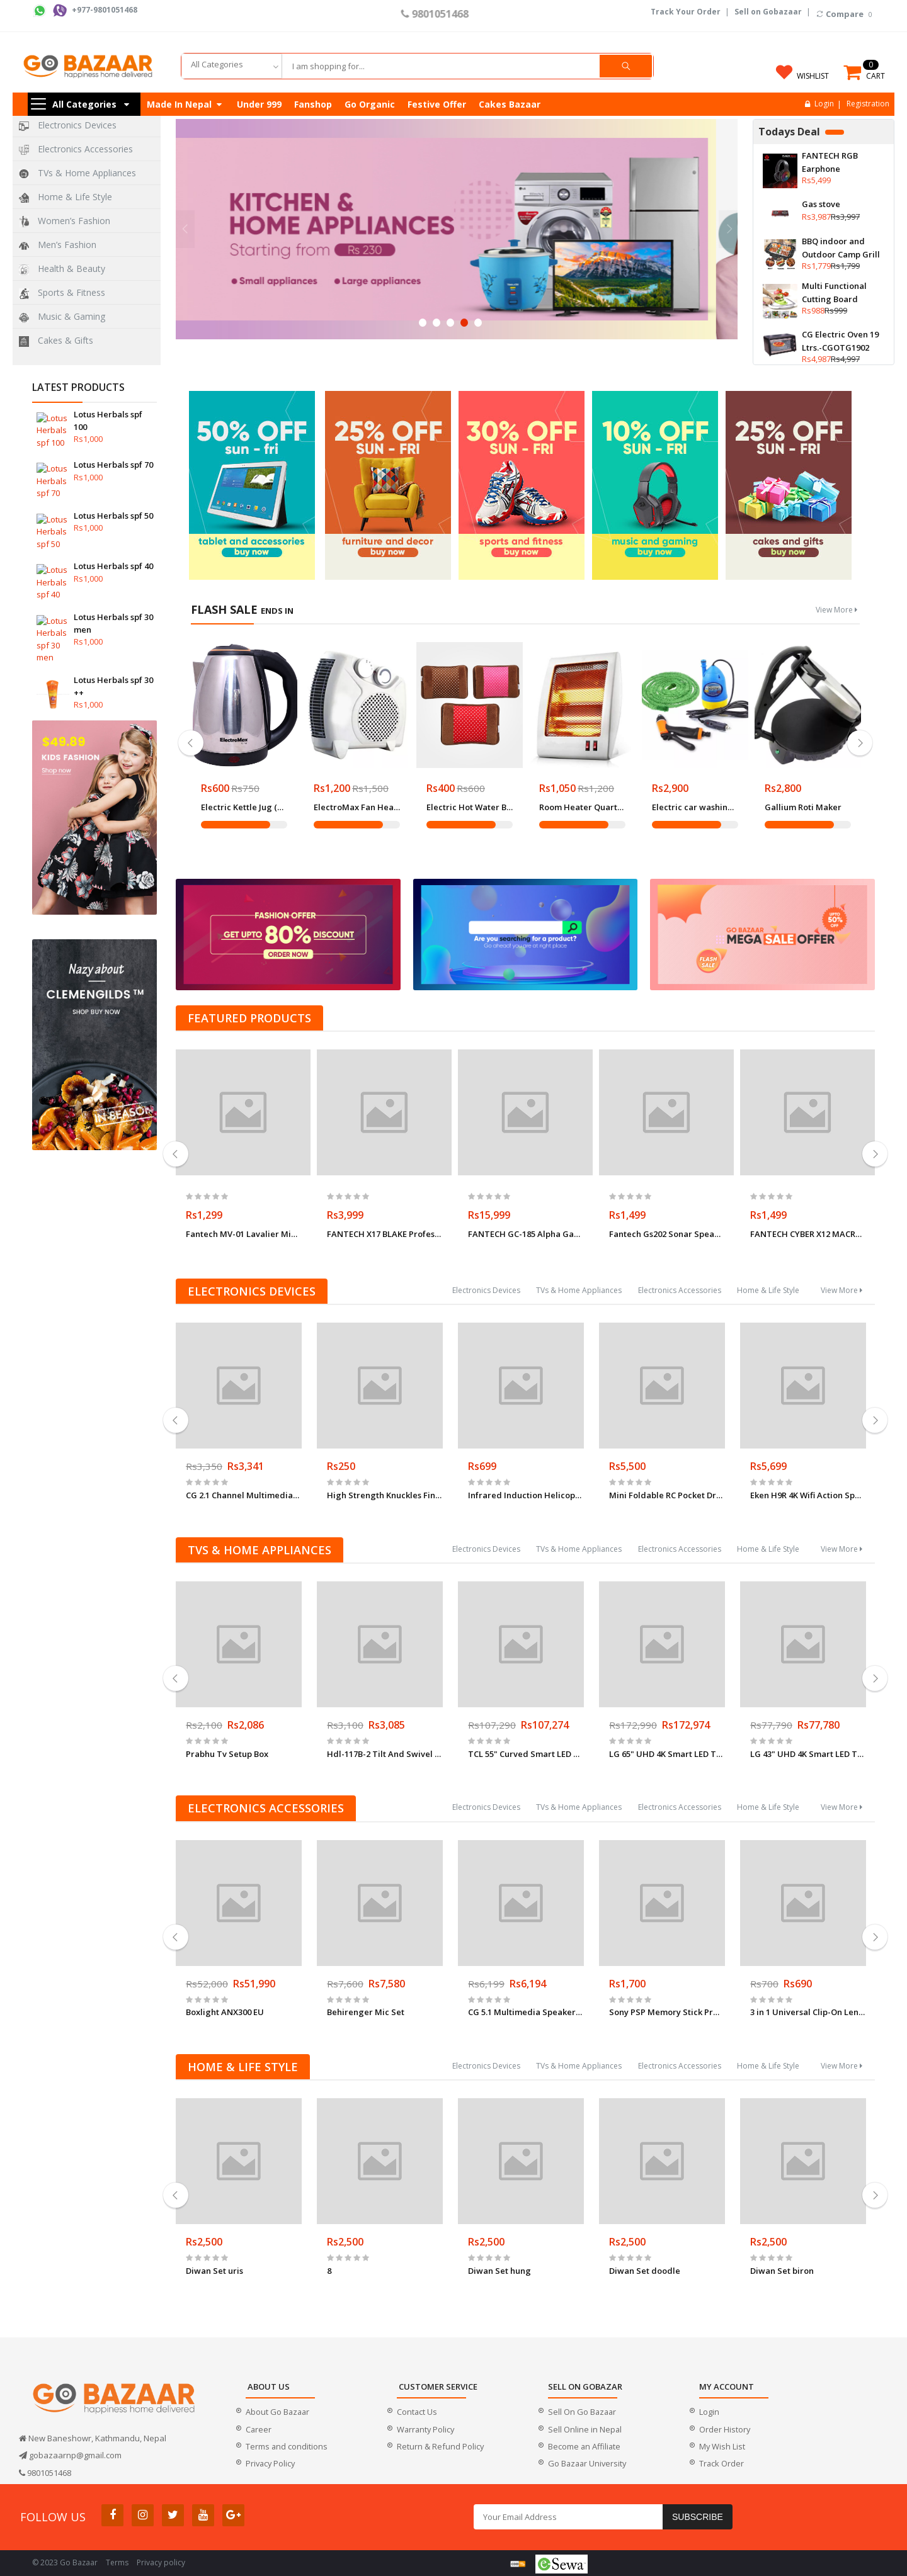 +977-9801051468
9801051468
Track Your Order | Sell on Gobazaar | Compare 0
GO BAZAAR
happiness home delivered
All Categories
I am shopping for...
WISHLIST
0
CART
All Categories
Made In Nepal
Under 999
Fanshop
Go Organic
Festive Offer
Cakes Bazaar
Login | Registration
Electronics Devices
Electronics Accessories
TVs & Home Appliances
Home & Life Style
Women's Fashion
Men's Fashion
Health & Beauty
Sports & Fitness
Music & Gaming
Cakes & Gifts
KITCHEN &
HOME APPLIANCES
Starting from Rs 230
Small appliances
Large appliances
Todays Deal
FANTECH RGB
Earphone
Rs5,499
Gas stove
Rs3,987Rs3,997
BBQ indoor and
Outdoor Camp Grill
Rs1,779Rs1,799
Multi Functional
Cutting Board
Rs988Rs999
CG Electric Oven 19
Ltrs.-CGOTG1902
Rs4,987Rs4,997
LATEST PRODUCTS
Lotus Herbals spf 100
Lotus Herbals spf
100
Rs1,000
Lotus Herbals spf 70
Lotus Herbals spf 70
Rs1,000
Lotus Herbals spf 50
Lotus Herbals spf 50
Rs1,000
Lotus Herbals spf 40
Lotus Herbals spf 40
Rs1,000
Lotus Herbals spf 30 men
Lotus Herbals spf 30
men
Rs1,000
Lotus Herbals spf 30
++
Rs1,000
$49.89
KIDS FASHION
Shop now
Nazy about
CLEMENGILDS™
SHOP BUY NOW
IN-SEASON
50% OFF
sun - fri
tablet and accessories
buy now
25% OFF
SUN - FRI
furniture and decor
buy now
30% OFF
SUN - FRI
sports and fitness
buy now
10% OFF
SUN - FRI
music and gaming
buy now
25% OFF
SUN - FRI
cakes and gifts
buy now
FLASH SALE ENDS IN
View More
ElectroMax
Rs600 Rs750
Electric Kettle Jug (...
Rs1,200 Rs1,500
ElectroMax Fan Hea...
Rs400 Rs600
Electric Hot Water B...
Rs1,050 Rs1,200
Room Heater Quart...
Rs2,900
Electric car washin...
Rs2,800
Gallium Roti Maker
FASHION OFFER
GET UPTO 80% DISCOUNT
ORDER NOW
Are you searching for a product?
Go ahead you are at right place
UPTO
50%
OFF
GO BAZAAR
MEGA SALE OFFER
FLASH
SALE
FEATURED PRODUCTS
Rs1,299
Fantech MV-01 Lavalier Mi...
Rs3,999
FANTECH X17 BLAKE Profes...
Rs15,999
FANTECH GC-185 Alpha Ga...
Rs1,499
Fantech Gs202 Sonar Spea...
Rs1,499
FANTECH CYBER X12 MACR...
ELECTRONICS DEVICES
Electronics Devices
TVs & Home Appliances
Electronics Accessories
Home & Life Style
View More
Rs3,350 Rs3,341
CG 2.1 Channel Multimedia...
Rs250
High Strength Knuckles Fin...
Rs699
Infrared Induction Helicop...
Rs5,500
Mini Foldable RC Pocket Dr...
Rs5,699
Eken H9R 4K Wifi Action Sp...
TVS & HOME APPLIANCES
Electronics Devices
TVs & Home Appliances
Electronics Accessories
Home & Life Style
View More
Rs2,100 Rs2,086
Prabhu Tv Setup Box
Rs3,100 Rs3,085
Hdl-117B-2 Tilt And Swivel ...
Rs107,290 Rs107,274
TCL 55" Curved Smart LED ...
Rs172,990 Rs172,974
LG 65" UHD 4K Smart LED T...
Rs77,790 Rs77,780
LG 43" UHD 4K Smart LED T...
ELECTRONICS ACCESSORIES
Electronics Devices
TVs & Home Appliances
Electronics Accessories
Home & Life Style
View More
Rs52,000 Rs51,990
Boxlight ANX300 EU
Rs7,600 Rs7,580
Behirenger Mic Set
Rs6,199 Rs6,194
CG 5.1 Multimedia Speaker...
Rs1,700
Sony PSP Memory Stick Pr...
Rs700 Rs690
3 in 1 Universal Clip-On Len...
HOME & LIFE STYLE
Electronics Devices
TVs & Home Appliances
Electronics Accessories
Home & Life Style
View More
Rs2,500
Diwan Set uris
Rs2,500
8
Rs2,500
Diwan Set hung
Rs2,500
Diwan Set doodle
Rs2,500
Diwan Set biron
GO BAZAAR
happiness home delivered
New Baneshowr, Kathmandu, Nepal
gobazaarnp@gmail.com
9801051468
ABOUT US
About Go Bazaar
Career
Terms and conditions
Privacy Policy
CUSTOMER SERVICE
Contact Us
Warranty Policy
Return & Refund Policy
SELL ON GOBAZAR
Sell On Go Bazaar
Sell Online in Nepal
Become an Affiliate
Go Bazaar University
MY ACCOUNT
Login
Order History
My Wish List
Track Order
FOLLOW US
Your Email Address
SUBSCRIBE
© 2023 Go Bazaar
Terms
Privacy policy
eSewa